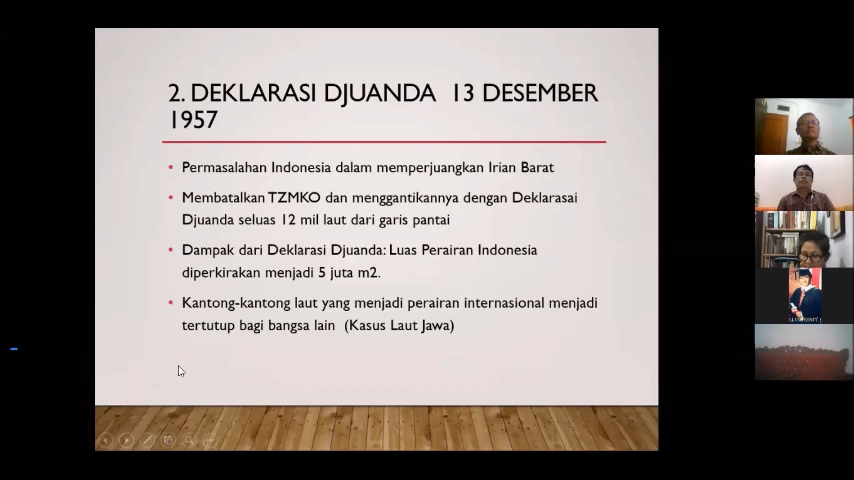 2. DEKLARASI DJUANDA 13 DESEMBER
1957
• Permasalahan Indonesia dalam memperjuangkan Irian Barat
• Membatalkan TZMKO dan menggantikannya dengan Deklarasai
Djuanda seluas 12 mil laut dari garis pantai
• Dampak dari Deklarasi Djuanda: Luas Perairan Indonesia
diperkirakan menjadi 5 juta m2.
• Kantong-kantong laut yang menjadi perairan internasional menjadi
tertutup bagi bangsa lain (Kasus Laut Jawa)